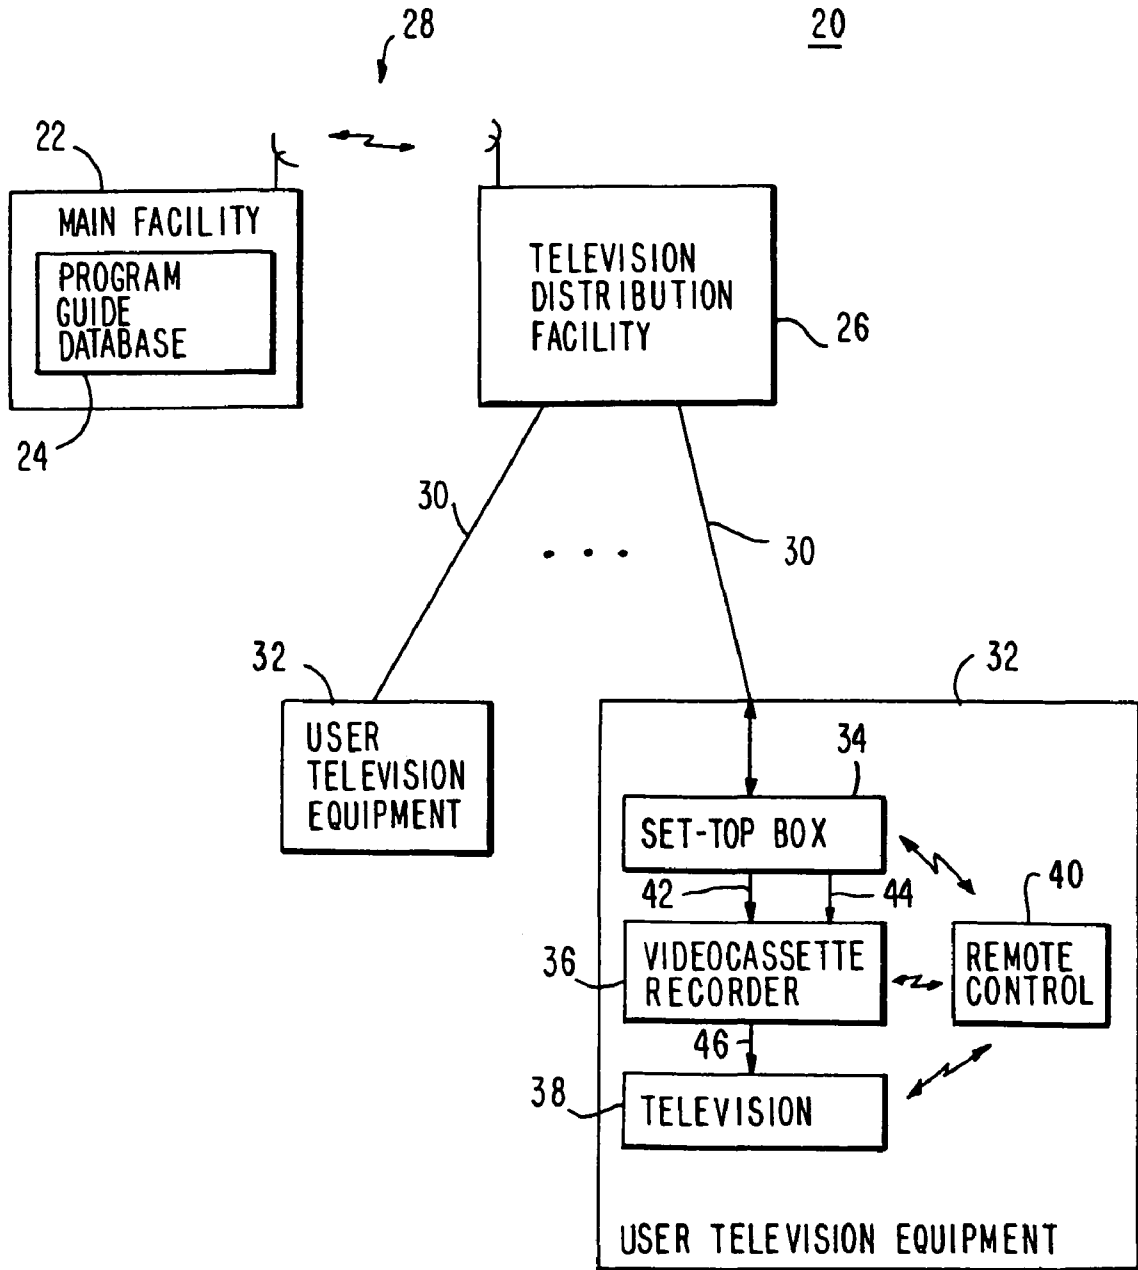 28
20
22
MAIN FACILITY
PROGRAM
GUIDE
DATABASE
24
TELEVISION
DISTRIBUTION
FACILITY
26
30
30
32
USER
TELEVISION
EQUIPMENT
32
34
SET-TOP BOX
42
44
40
36
VIDEOCASSETTE
RECORDER
REMOTE
CONTROL
46
38
TELEVISION
USER TELEVISION EQUIPMENT